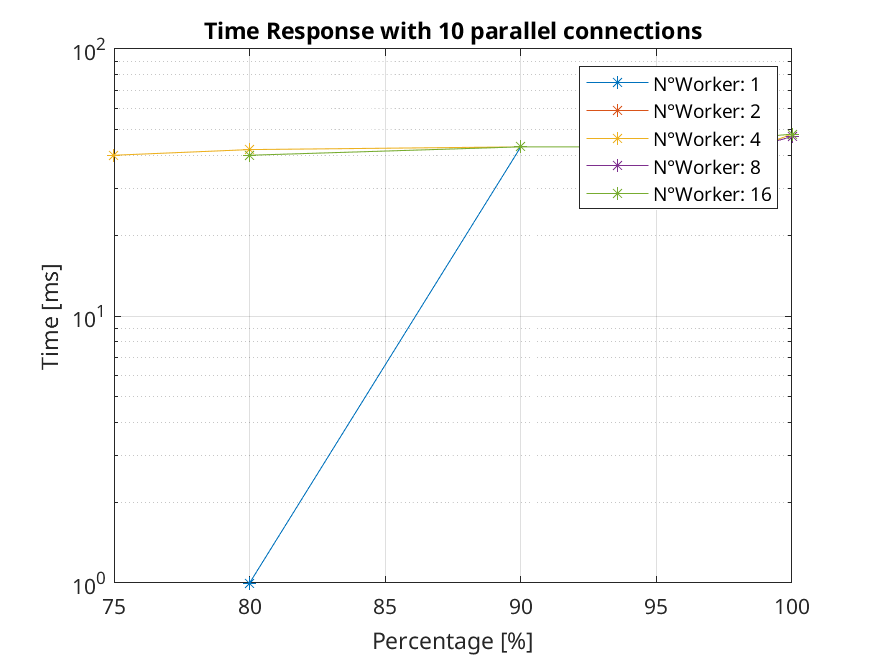 Time Response with 10 parallel connections
10^2
10^1
10^0
Time [ms]
N°Worker: 1
N°Worker: 2
N°Worker: 4
N°Worker: 8
N°Worker: 16
75 80 85 90 95 100
Percentage [%]